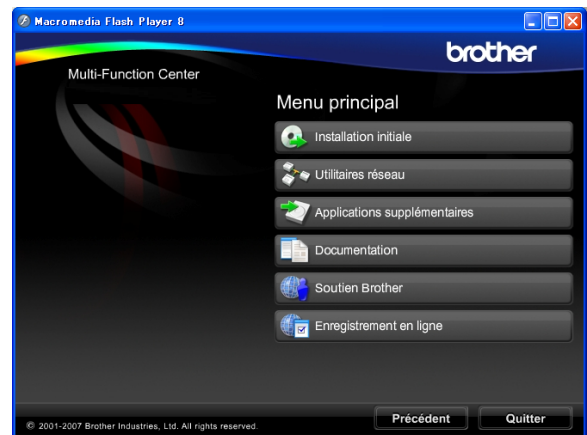 Macromedia Flash Player 8
brother
Multi-Function Center
Menu principal
Installation initiale
Utilitaires réseau
Applications supplémentaires
Documentation
Soutien Brother
Enregistrement en ligne
Précédent
Quitter
© 2001-2007 Brother Industries, Ltd. All rights reserved.